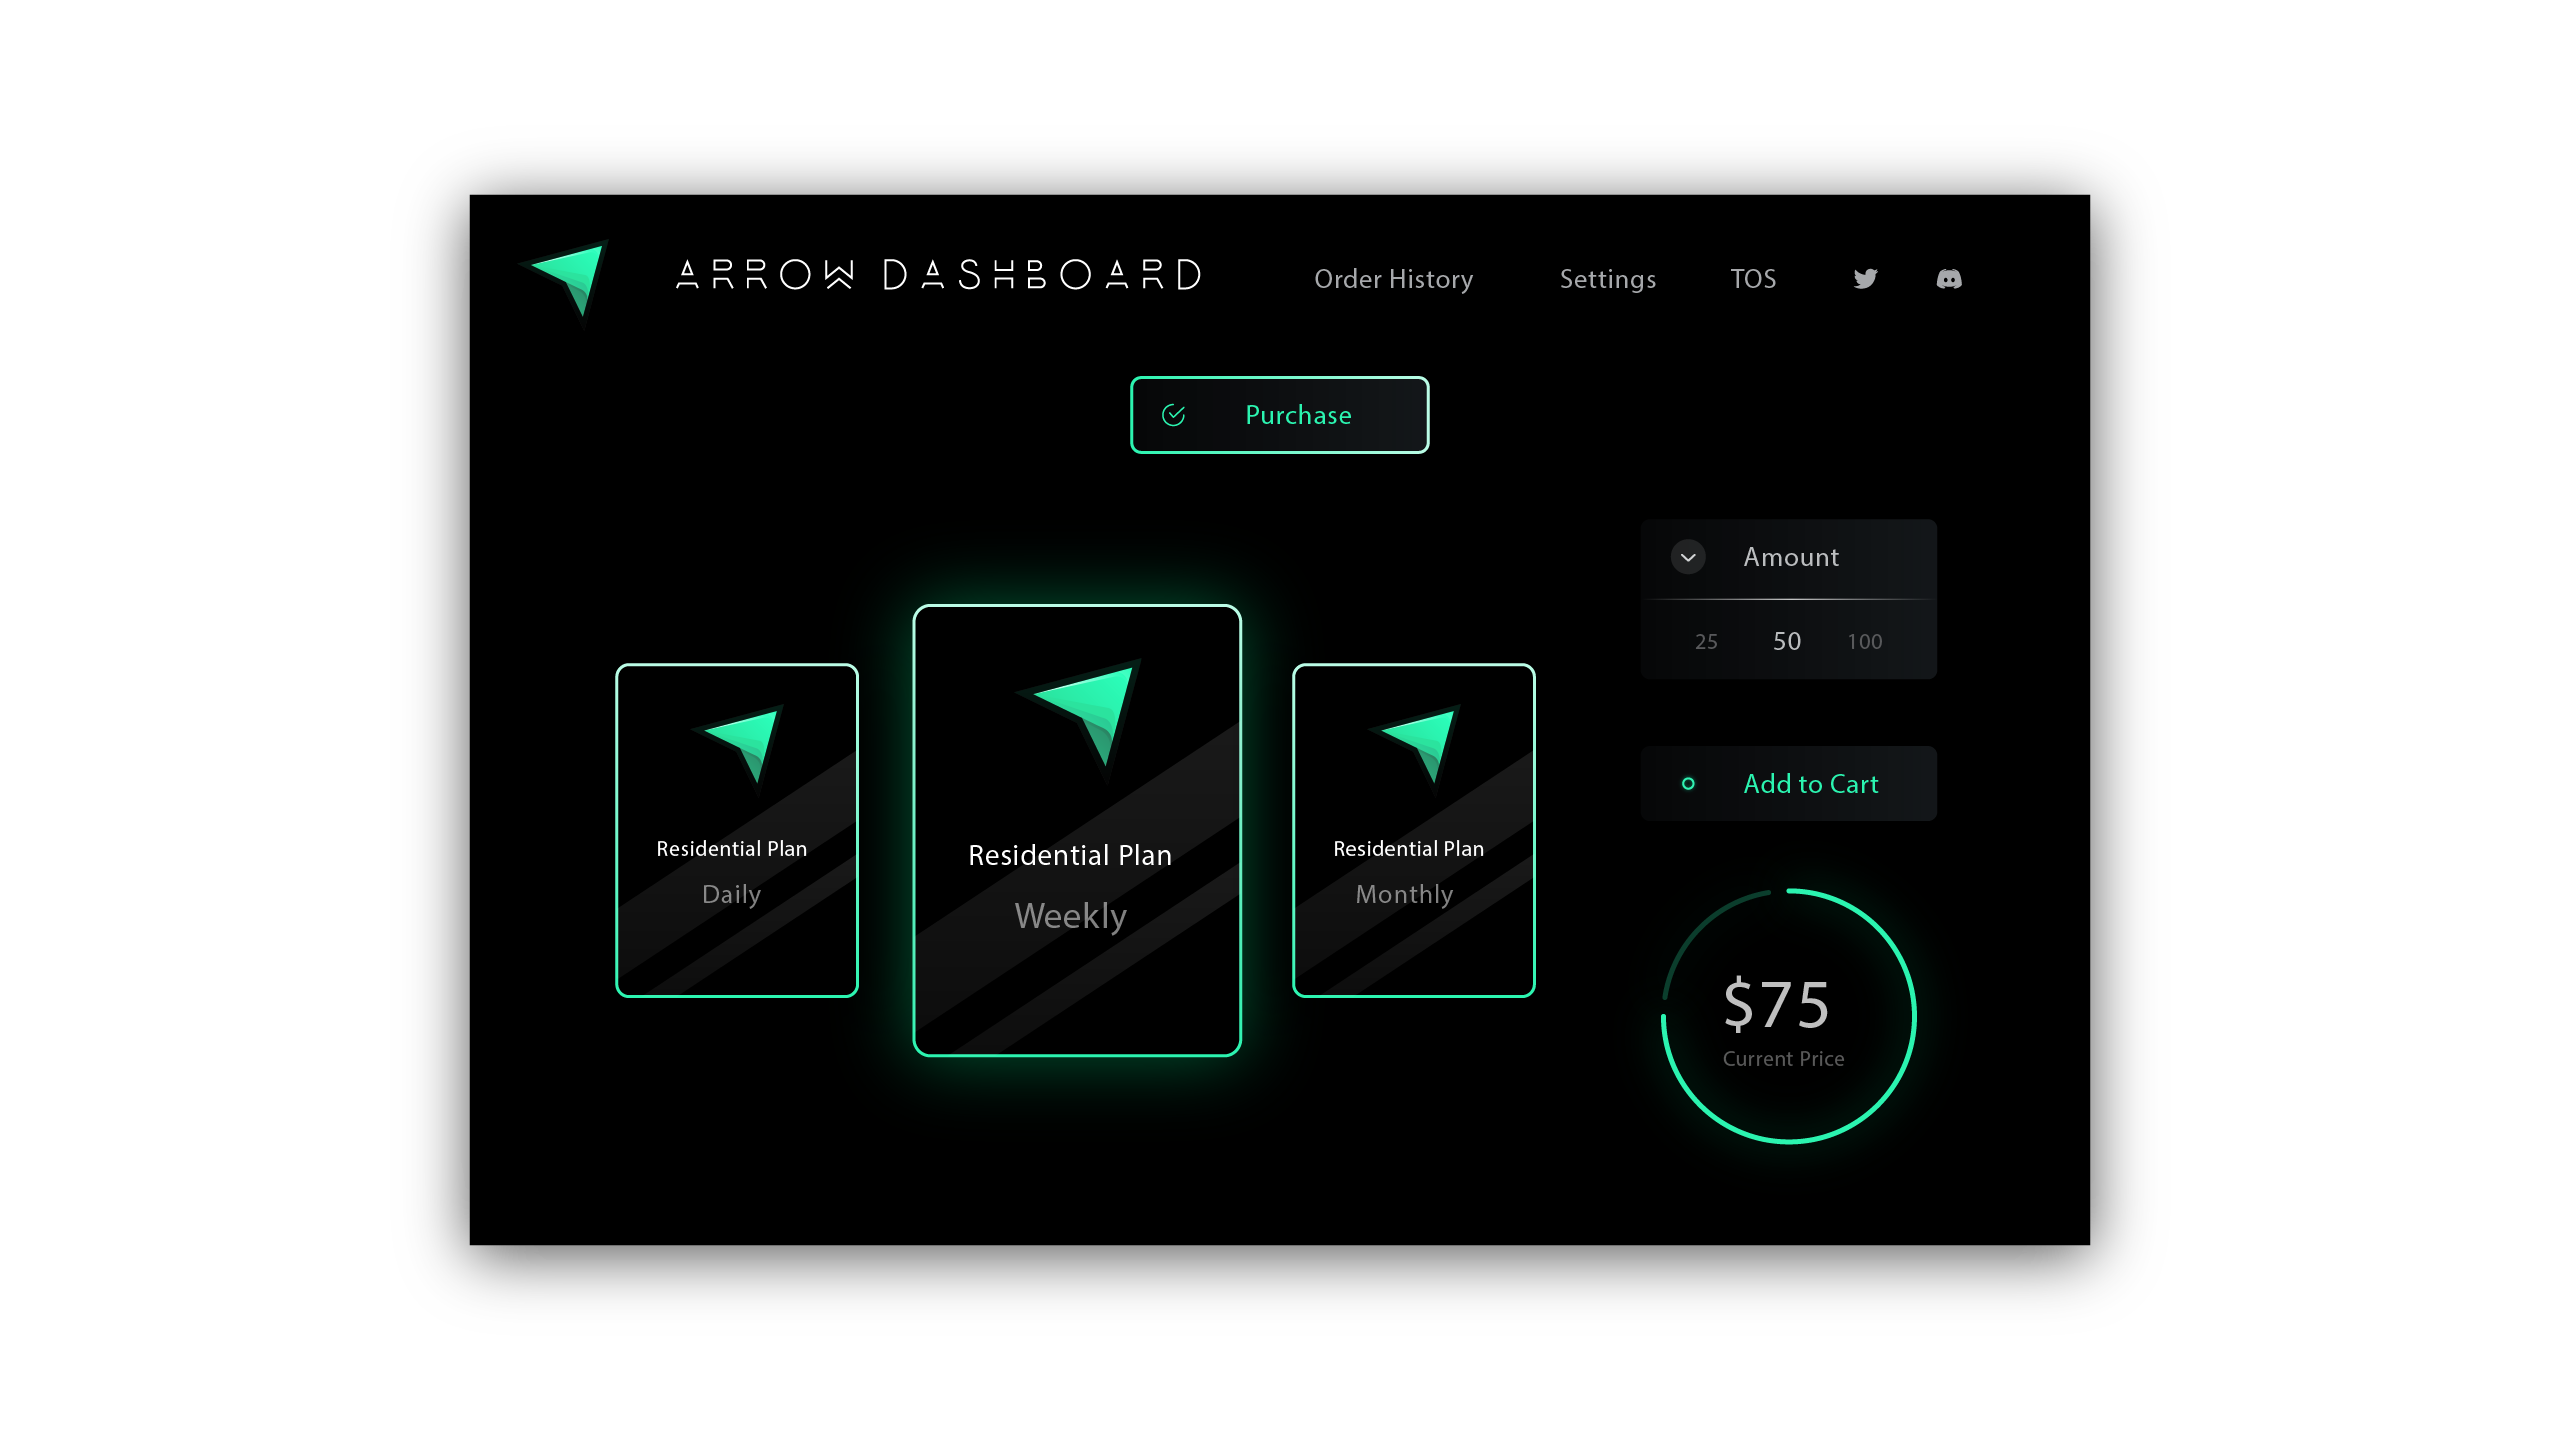 ARROW DASHBOARD
Order History
Settings
TOS
Purchase
Amount
25 50 100
Residential Plan
Daily
Residential Plan
Weekly
Residential Plan
Monthly
Add to Cart
$75
Current Price